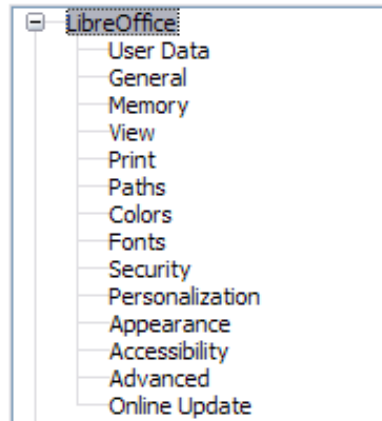 LibreOffice
User Data
General
Memory
View
Print
Paths
Colors
Fonts
Security
Personalization
Appearance
Accessibility
Advanced
Online Update